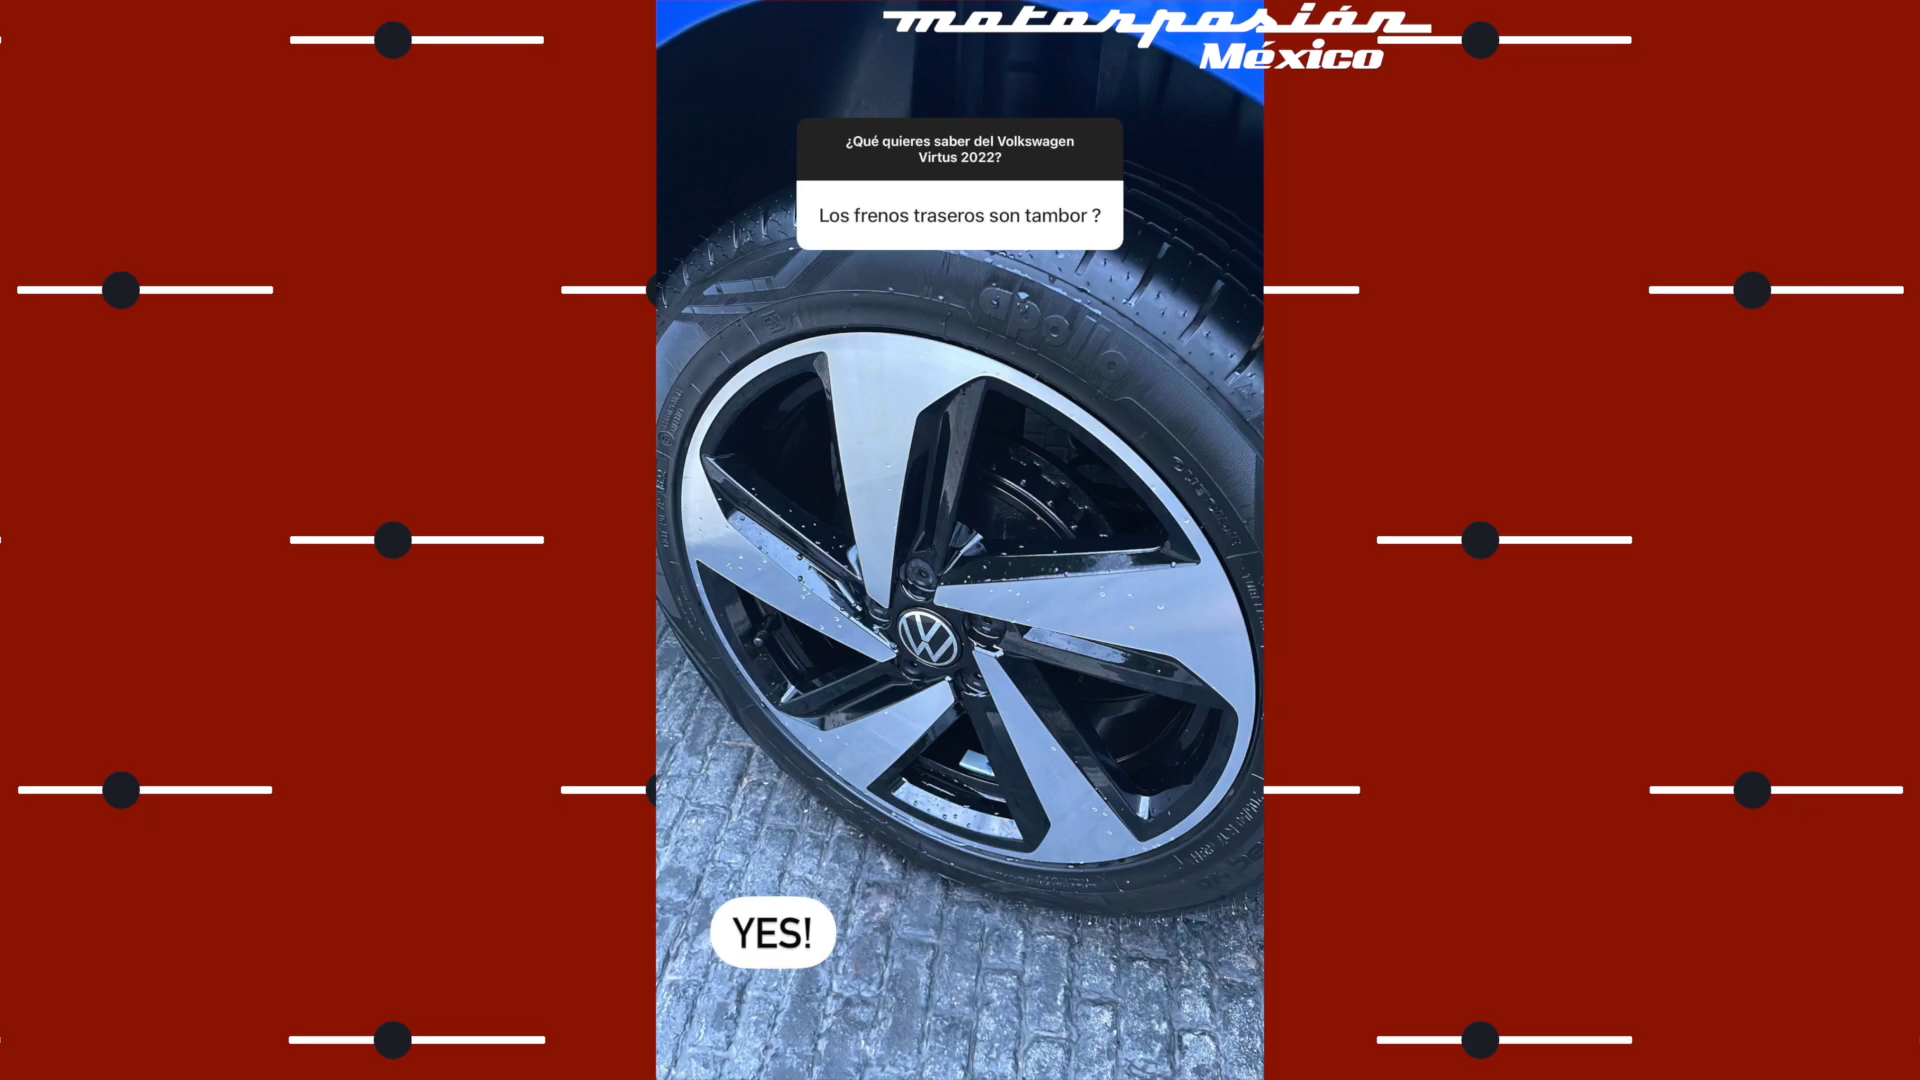 motorpasión
México
¿Qué quieres saber del Volkswagen
Virtus 2022?
Los frenos traseros son tambor ?
apollo
YES!